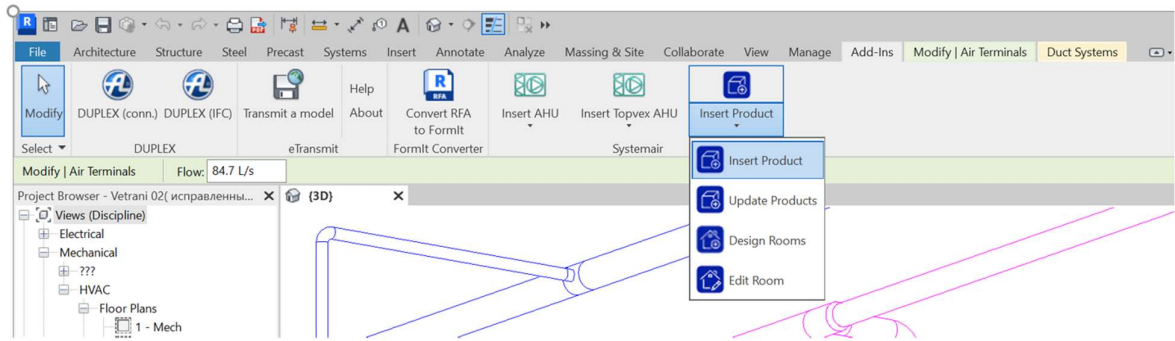 File Architecture Structure Steel Precast Systems Insert Annotate Analyze Massing & Site Collaborate View Manage Add-Ins Modify | Air Terminals Duct Systems
Modify DUPLEX (conn.) DUPLEX (IFC) Transmit a model Help About Convert RFA to FormIt Insert AHU Insert Topvex AHU Insert Product
Select DUPLEX eTransmit FormIt Converter Systemair
Insert Product
Update Products
Design Rooms
Edit Room
Modify | Air Terminals Flow: 84.7 L/s
Project Browser - Vetrani 02( исправленны... {3D}
Views (Discipline)
Electrical
Mechanical
???
HVAC
Floor Plans
1 - Mech